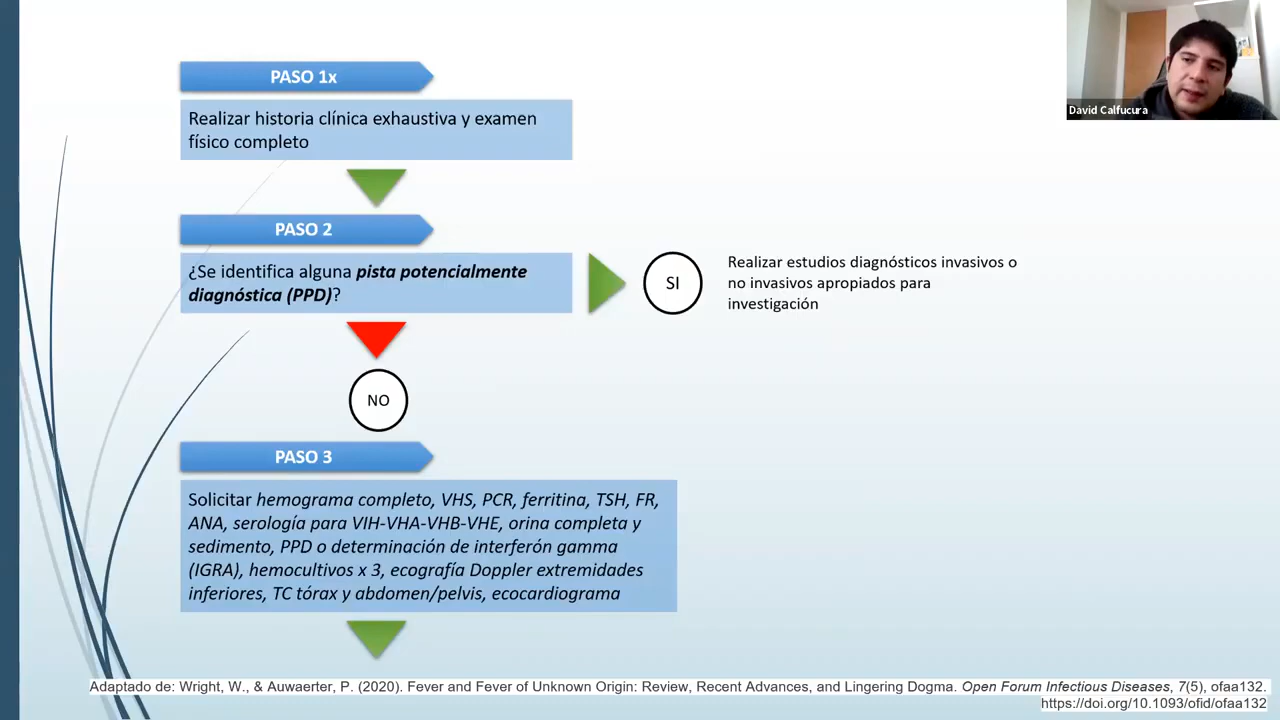 David Calfucura
PASO 1x
Realizar historia clínica exhaustiva y examen
físico completo
PASO 2
¿Se identifica alguna pista potencialmente
diagnóstica (PPD)?
SI
Realizar estudios diagnósticos invasivos o
no invasivos apropiados para
investigación
NO
PASO 3
Solicitar hemograma completo, VHS, PCR, ferritina, TSH, FR,
ANA, serología para VIH-VHA-VHB-VHE, orina completa y
sedimento, PPD o determinación de interferón gamma
(IGRA), hemocultivos x 3, ecografía Doppler extremidades
inferiores, TC tórax y abdomen/pelvis, ecocardiograma
Adaptado de: Wright, W., & Auwaerter, P. (2020). Fever and Fever of Unknown Origin: Review, Recent Advances, and Lingering Dogma. Open Forum Infectious Diseases, 7(5), ofaa132.
https://doi.org/10.1093/ofid/ofaa132